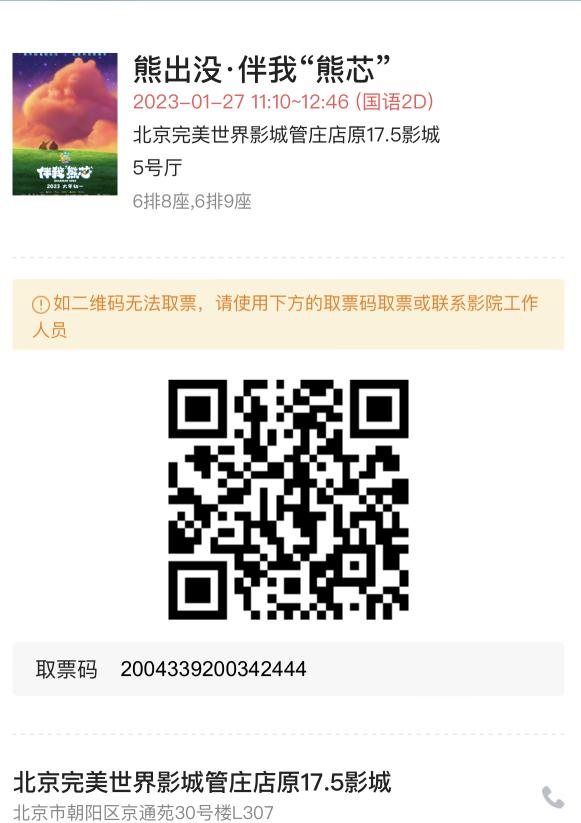 熊出没·伴我“熊芯”
2023-01-27 11:10~12:46 (国语2D)
北京完美世界影城管庄店原17.5影城
5号厅
6排8座,6排9座
伴我“熊芯”
2023 大年初一
如二维码无法取票，请使用下方的取票码取票或联系影院工作
人员
取票码 2004339200342444
北京完美世界影城管庄店原17.5影城
北京市朝阳区京通苑30号楼L307